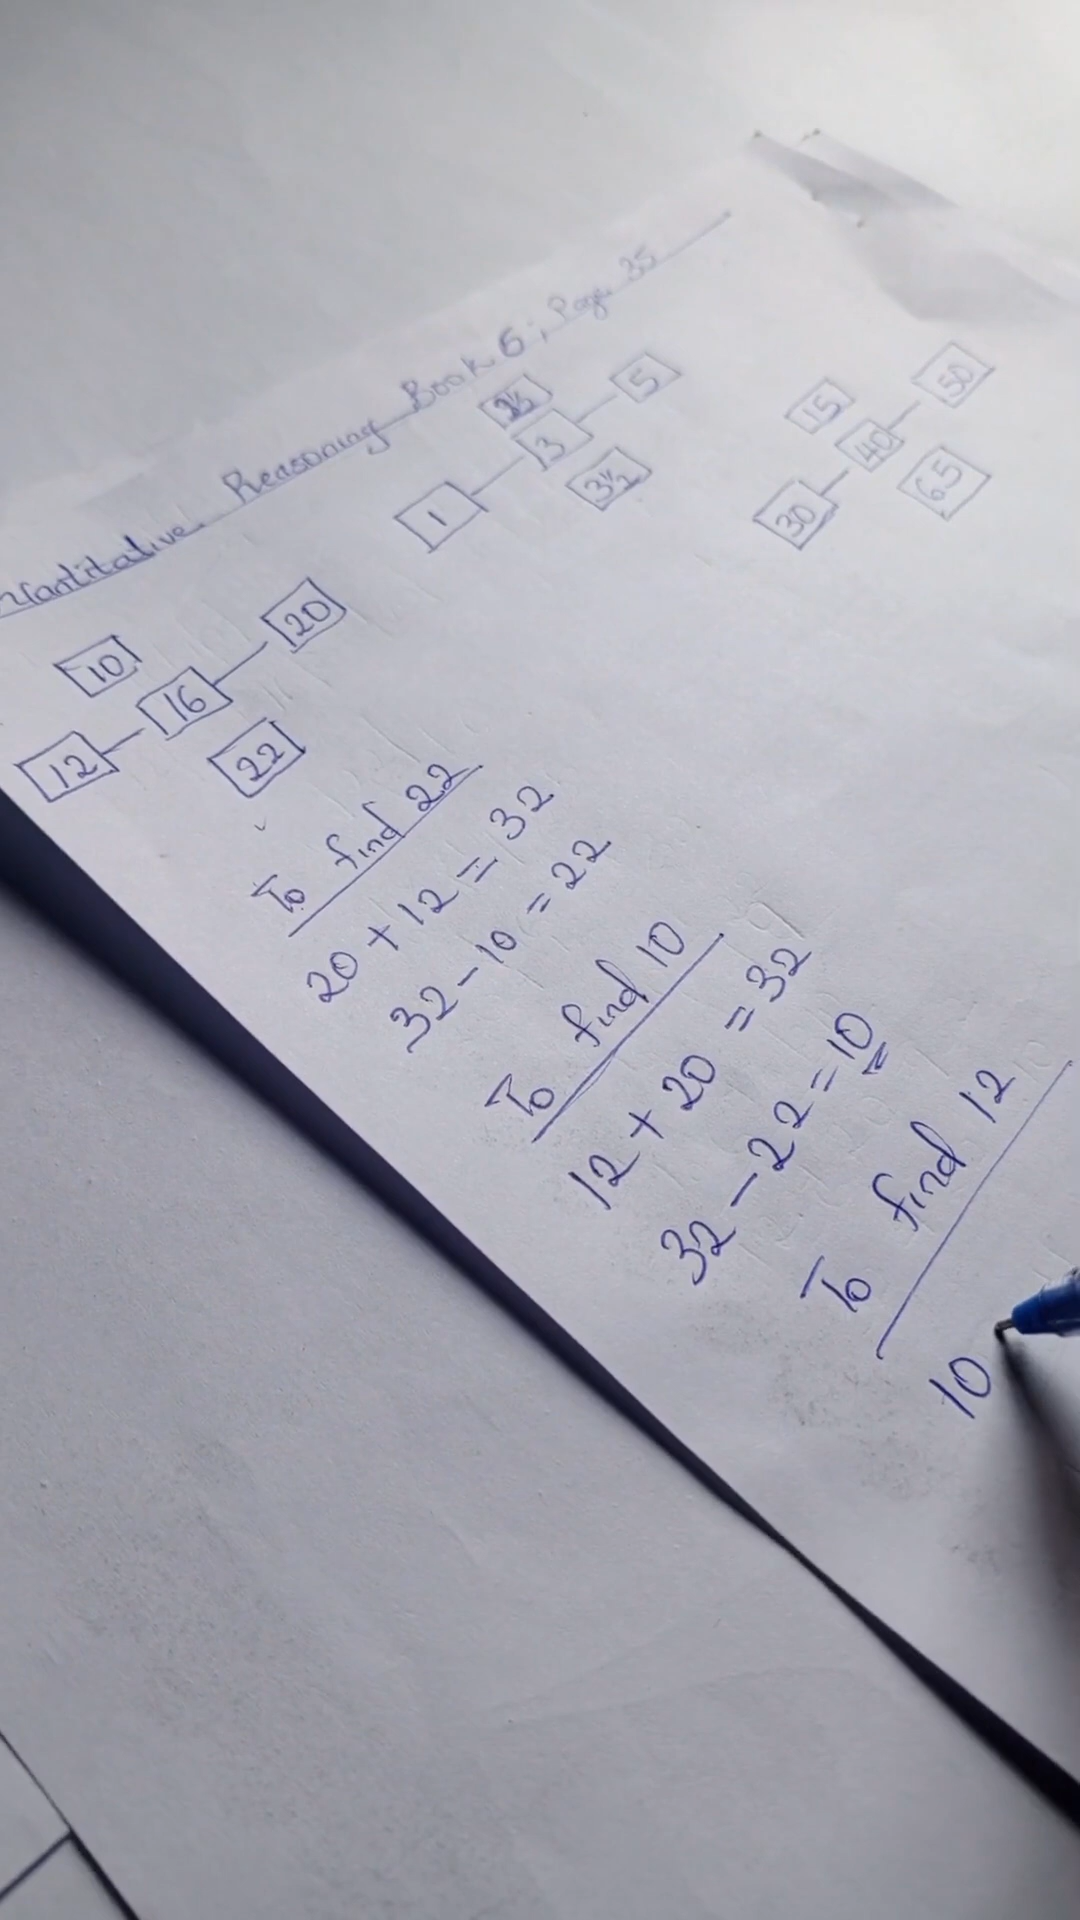 Quantitative Reasoning Book 6; Page 35
10
12 16 20
22
2½
1 3 5
3½
15
30 40 50
65
To find 22
20 + 12 = 32
32 - 10 = 22
To find 10
12 + 20 = 32
32 - 22 = 10
To find 12
10